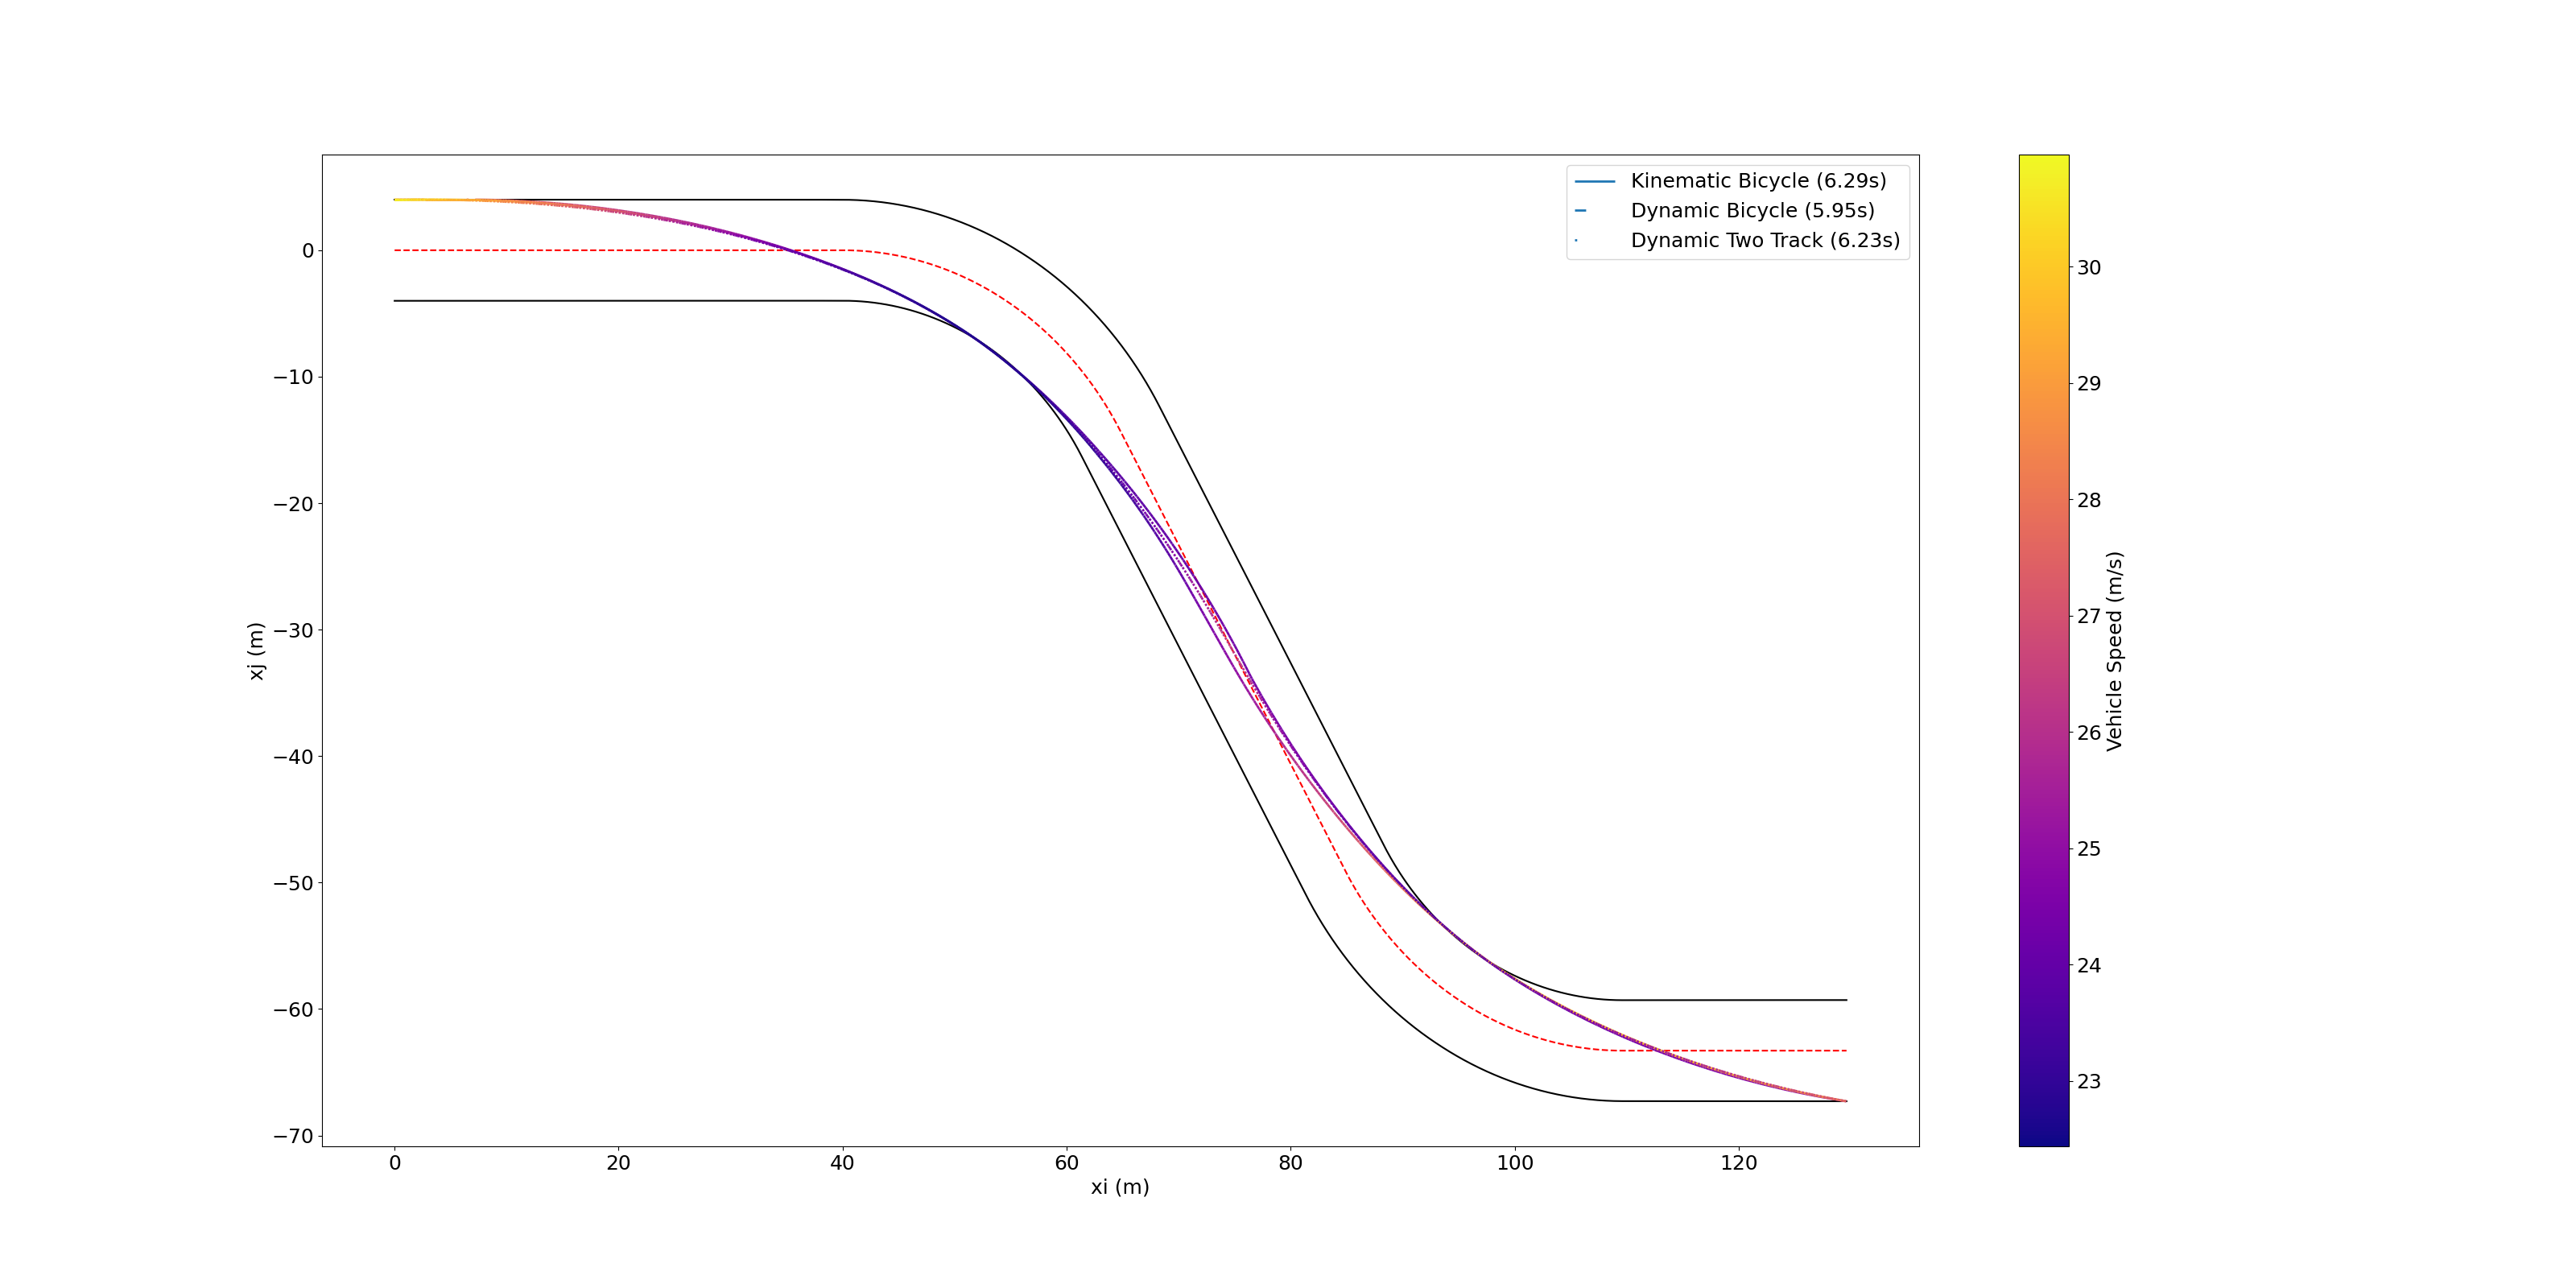 Kinematic Bicycle (6.29s)
Dynamic Bicycle (5.95s)
Dynamic Two Track (6.23s)
0
−10
−20
−30
−40
−50
−60
−70
xj (m)
0 20 40 60 80 100 120
xi (m)
30
29
28
27
26
25
24
23
Vehicle Speed (m/s)